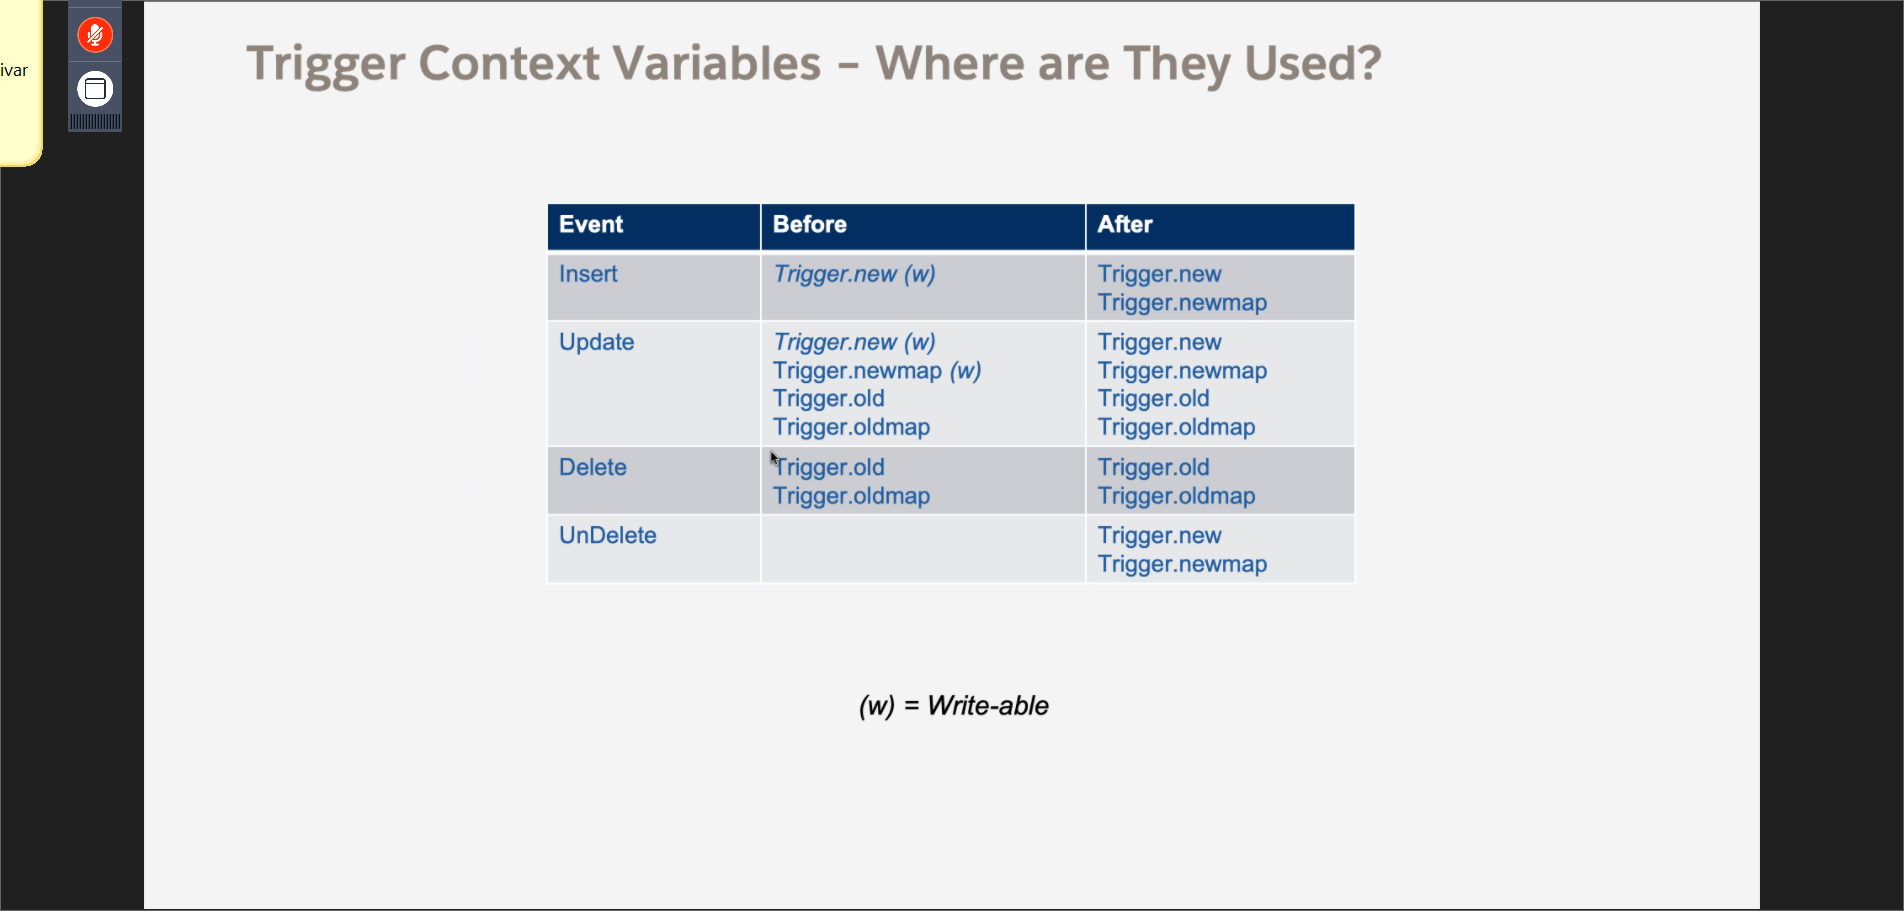 ivar
Trigger Context Variables – Where are They Used?
Event Before After
Insert Trigger.new (w) Trigger.new
Trigger.newmap
Update Trigger.new (w) Trigger.new
Trigger.newmap (w) Trigger.newmap
Trigger.old Trigger.old
Trigger.oldmap Trigger.oldmap
Delete Trigger.old Trigger.old
Trigger.oldmap Trigger.oldmap
UnDelete Trigger.new
Trigger.newmap
(w) = Write-able